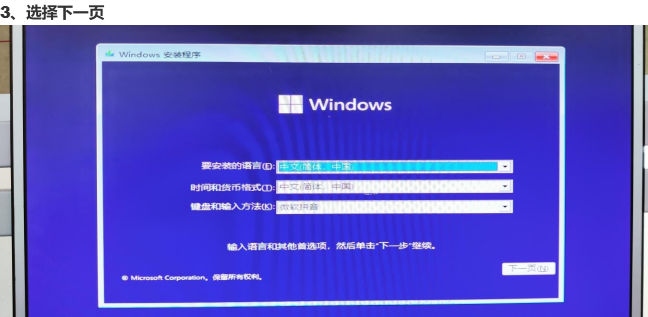 3、选择下一页
Windows 安装程序
Windows
要安装的语言(E): 中文(简体，中国)
时间和货币格式(T): 中文(简体，中国)
键盘和输入方法(K): 微软拼音
输入语言和其他首选项，然后单击"下一步"继续。
下一页(N)
© Microsoft Corporation。保留所有权利。